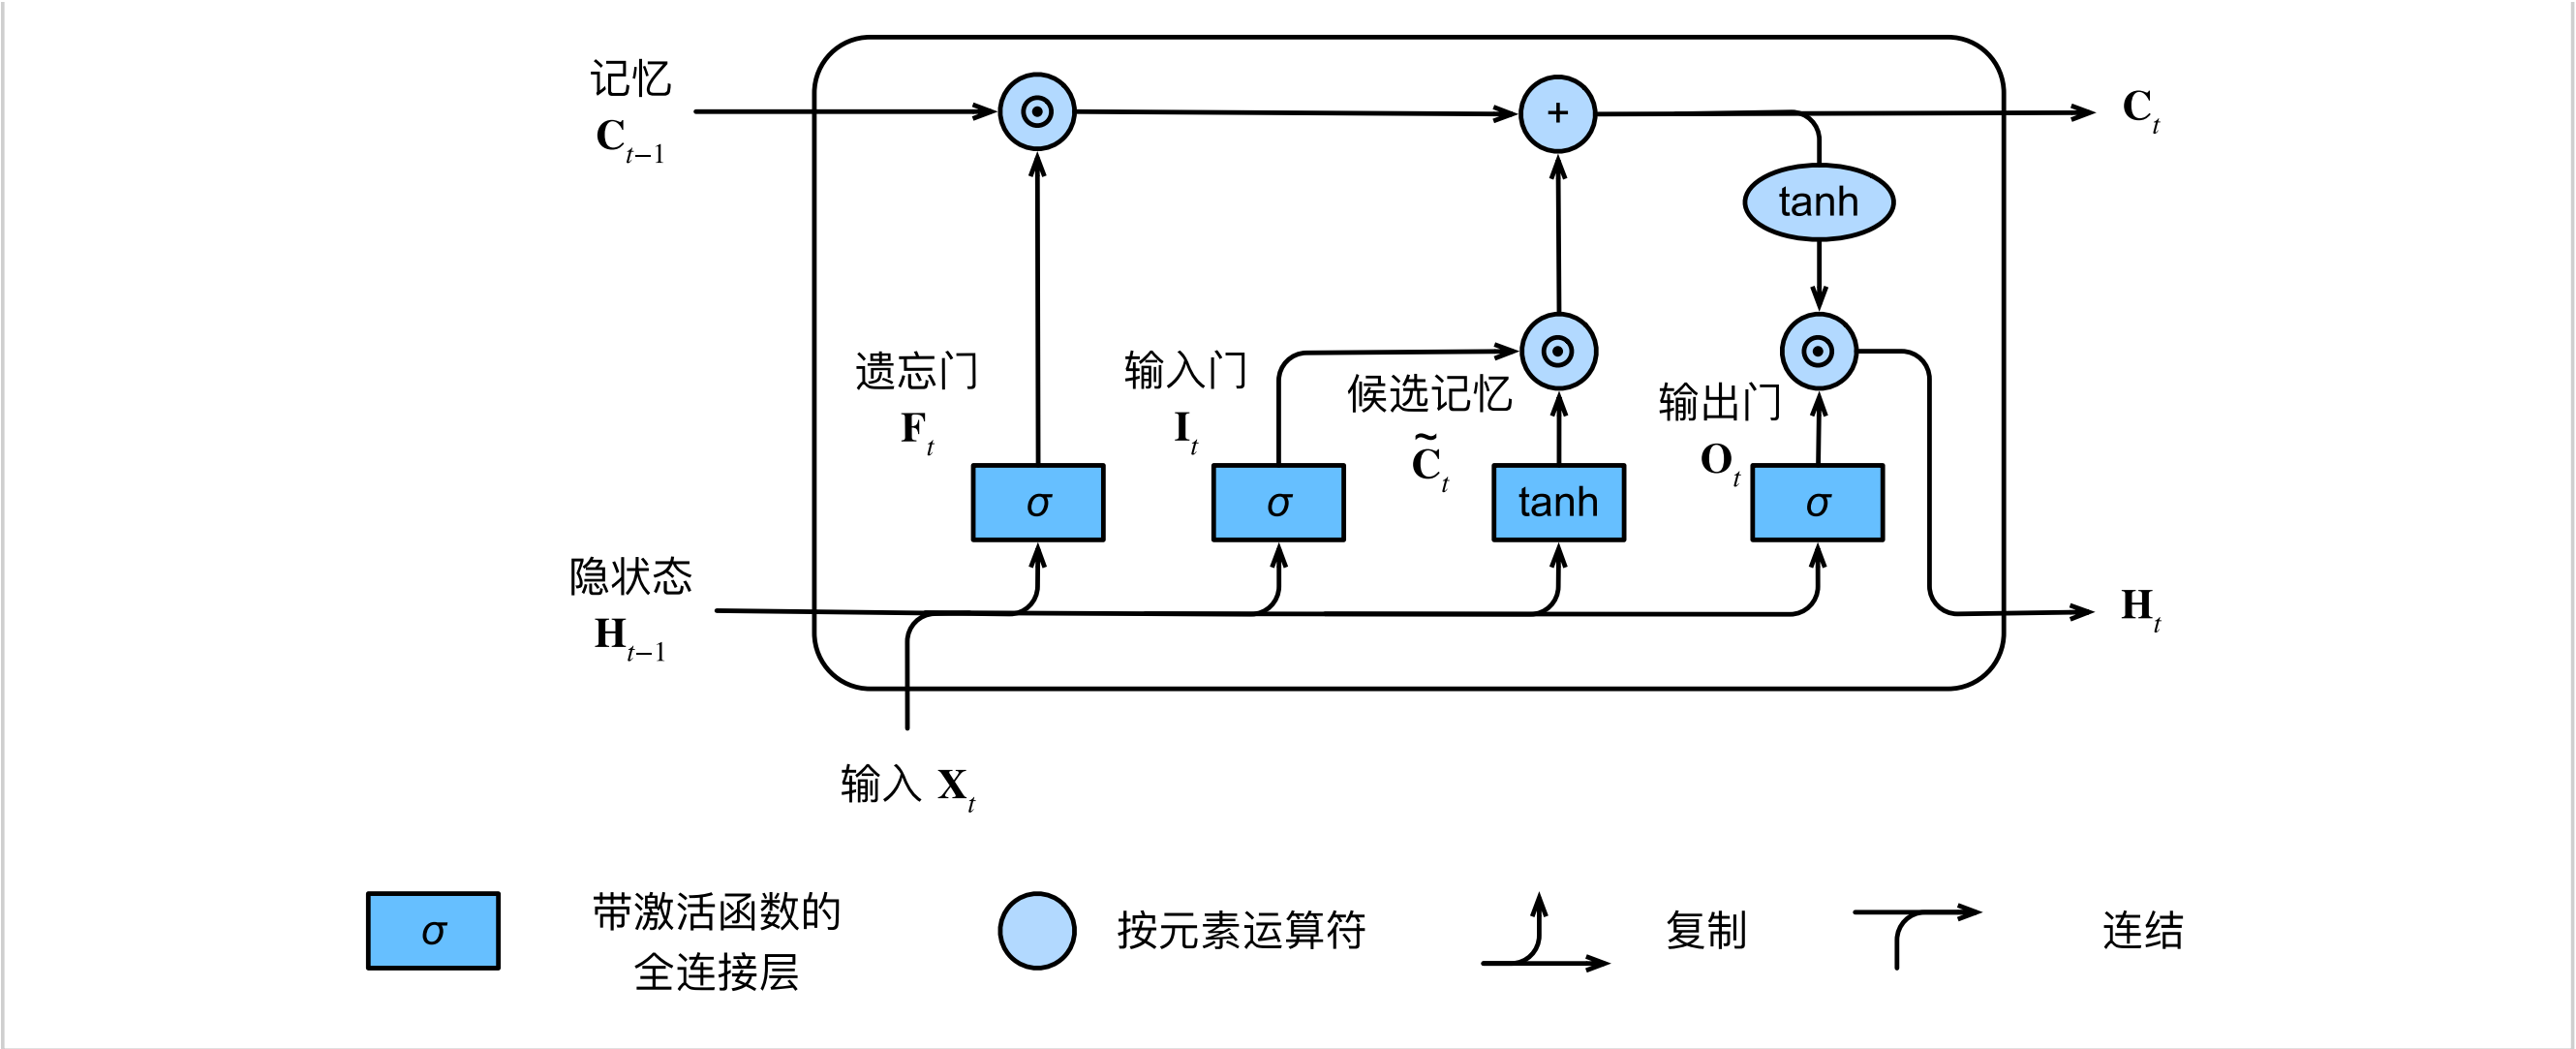 记忆
C_{t−1}
⊙
+
C_t
tanh
遗忘门
F_t
输入门
I_t
⊙
候选记忆
C̃_t
⊙
输出门
O_t
σ
σ
tanh
σ
隐状态
H_{t−1}
H_t
输入 X_t
σ
带激活函数的
全连接层
按元素运算符
复制
连结